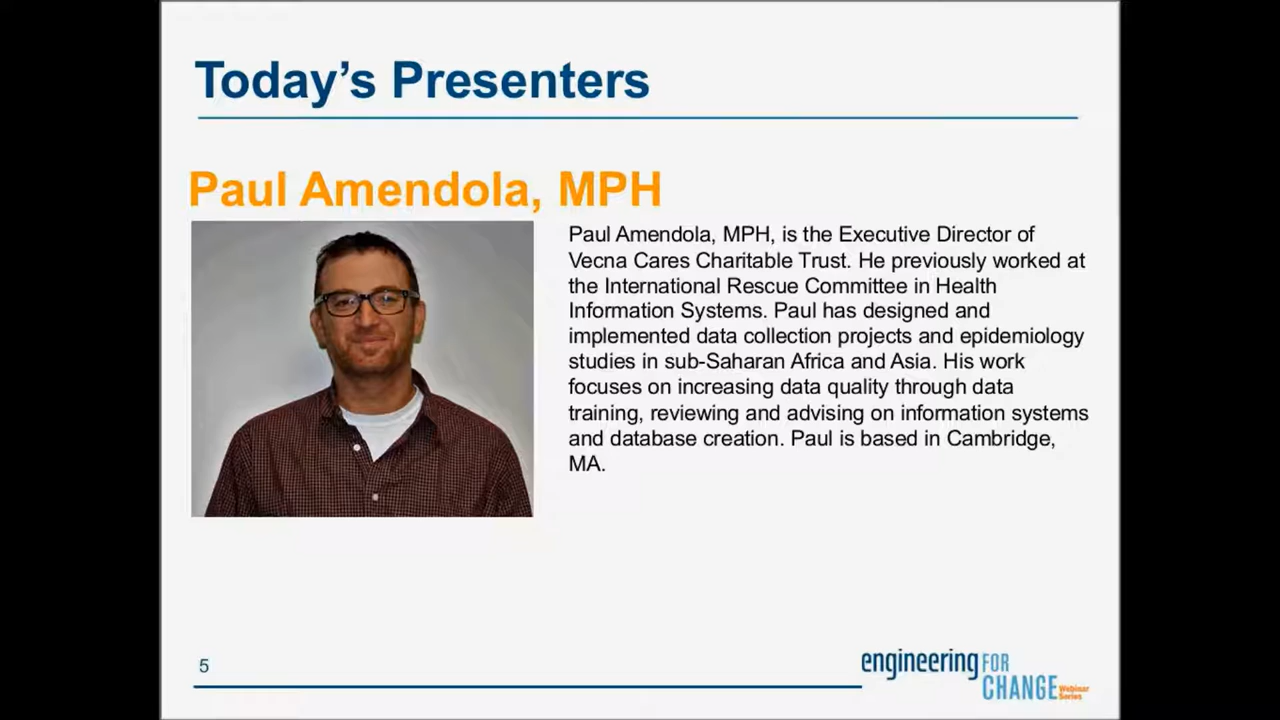 Today’s Presenters
Paul Amendola, MPH
Paul Amendola, MPH, is the Executive Director of
Vecna Cares Charitable Trust. He previously worked at
the International Rescue Committee in Health
Information Systems. Paul has designed and
implemented data collection projects and epidemiology
studies in sub-Saharan Africa and Asia. His work
focuses on increasing data quality through data
training, reviewing and advising on information systems
and database creation. Paul is based in Cambridge,
MA.
5
engineering FOR
CHANGE Webinar
Series